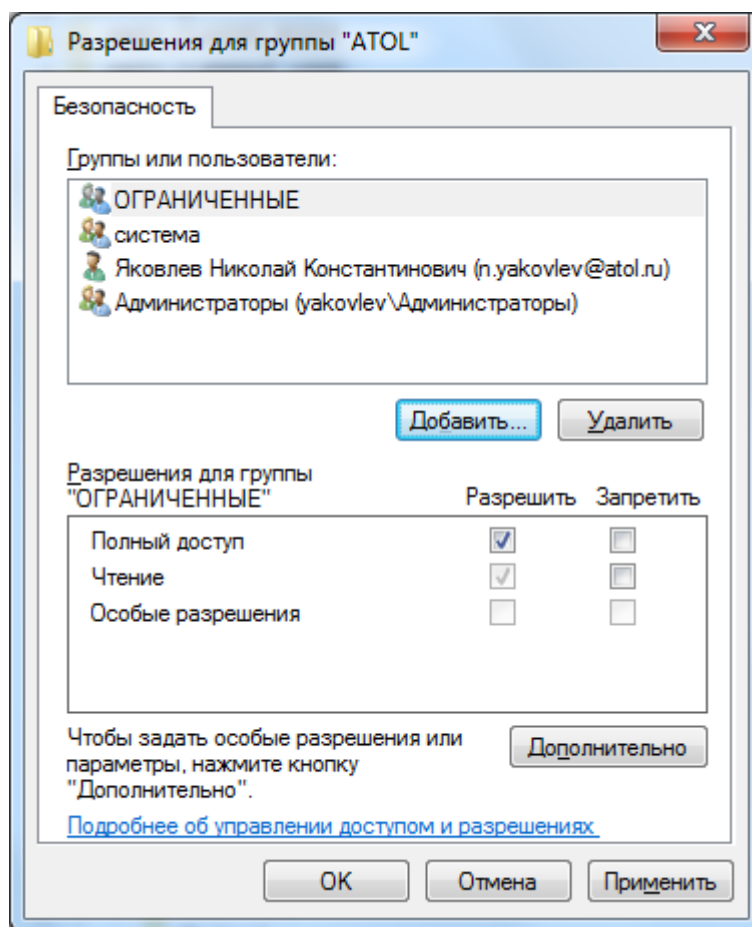 Разрешения для группы "ATOL"
Безопасность
Группы или пользователи:
ОГРАНИЧЕННЫЕ
система
Яковлев Николай Константинович (n.yakovlev@atol.ru)
Администраторы (yakovlev\Администраторы)
Добавить... Удалить
Разрешения для группы
"ОГРАНИЧЕННЫЕ" Разрешить Запретить
Полный доступ
Чтение
Особые разрешения
Чтобы задать особые разрешения или
параметры, нажмите кнопку
"Дополнительно".
Дополнительно
Подробнее об управлении доступом и разрешениях
OK Отмена Применить